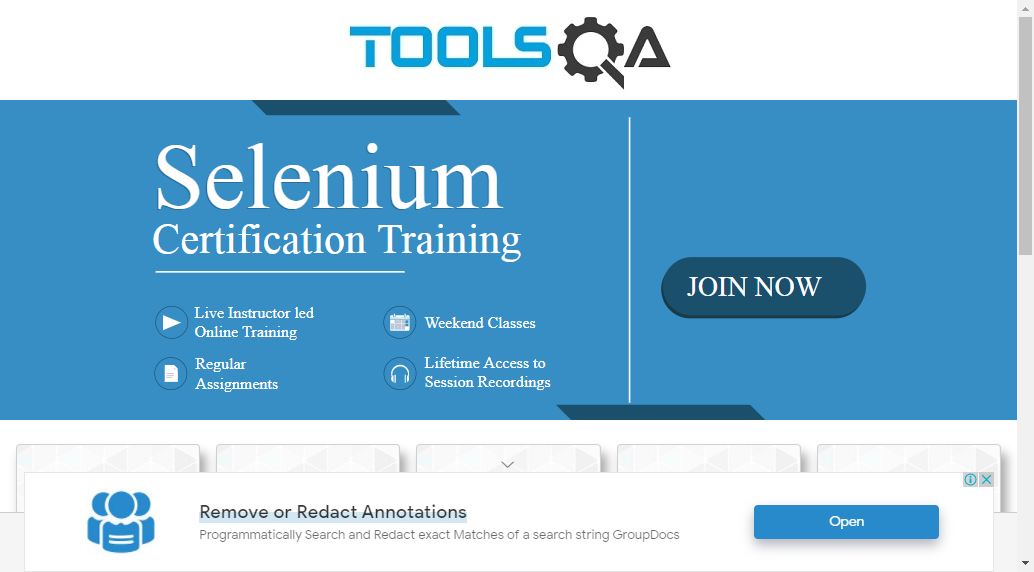 TOOLSQA
Selenium
Certification Training
Live Instructor led
Online Training
Weekend Classes
Regular
Assignments
Lifetime Access to
Session Recordings
JOIN NOW
Remove or Redact Annotations
Programmatically Search and Redact exact Matches of a search string GroupDocs
Open